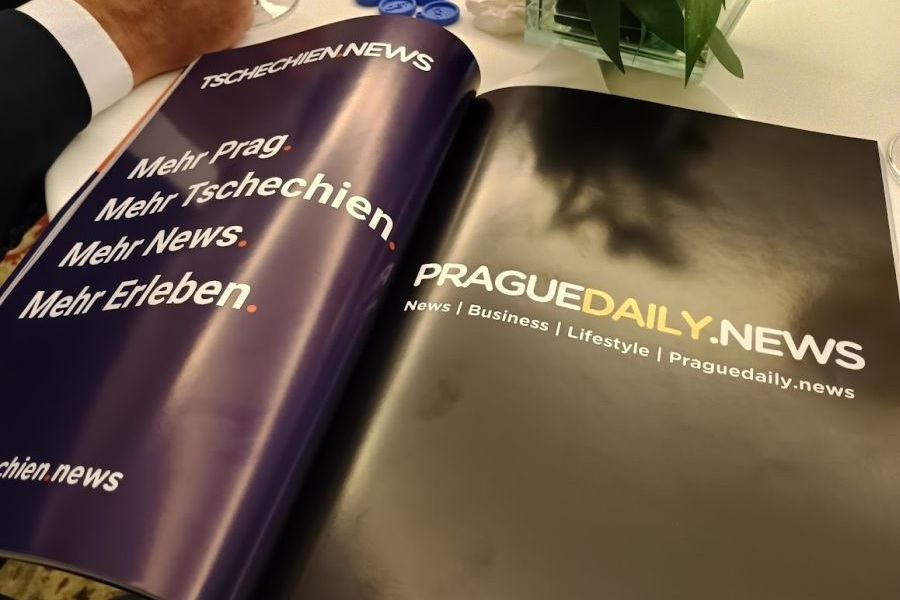 TSCHECHIEN.NEWS
Mehr Prag.
Mehr Tschechien.
Mehr News.
Mehr Erleben.
chien.news
PRAGUEDAILY.NEWS
News | Business | Lifestyle | Praguedaily.news